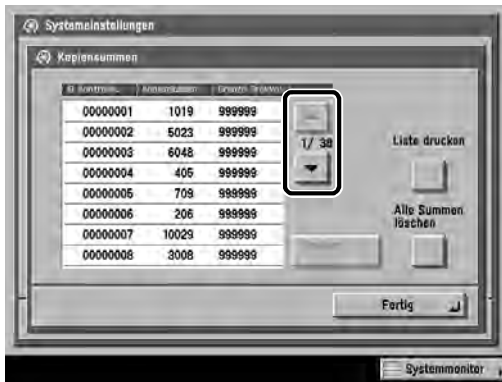 Systemeinstellungen
Kopiensummen
00000001 1019 999999
00000002 5023 999999
00000003 6048 999999
00000004 405 999999
00000005 709 999999
00000006 206 999999
00000007 10029 999999
00000008 3008 999999
1/ 38
Liste drucken
Alle Summen
löschen
Fertig
Systemmonitor